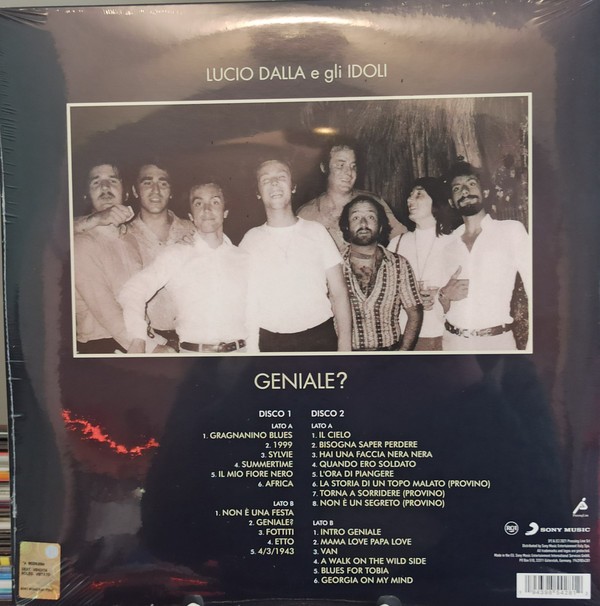 LUCIO DALLA e gli IDOLI
GENIALE?
DISCO 1
LATO A
1. GRAGNANINO BLUES
2. 1999
3. SYLVIE
4. SUMMERTIME
5. IL MIO FIORE NERO
6. AFRICA
LATO B
1. NON È UNA FESTA
2. GENIALE?
3. FOTTITI
4. ETTO
5. 4/3/1943
DISCO 2
LATO A
1. IL CIELO
2. BISOGNA SAPER PERDERE
3. HAI UNA FACCIA NERA NERA
4. QUANDO ERO SOLDATO
5. L'ORA DI PIANGERE
6. LA STORIA DI UN TOPO MALATO (PROVINO)
7. TORNA A SORRIDERE (PROVINO)
8. NON È UN SEGRETO (PROVINO)
LATO B
1. INTRO GENIALE
2. MAMA LOVE PAPA LOVE
3. VAN
4. A WALK ON THE WILD SIDE
5. BLUES FOR TOBIA
6. GEORGIA ON MY MIND
RCA
SONY MUSIC